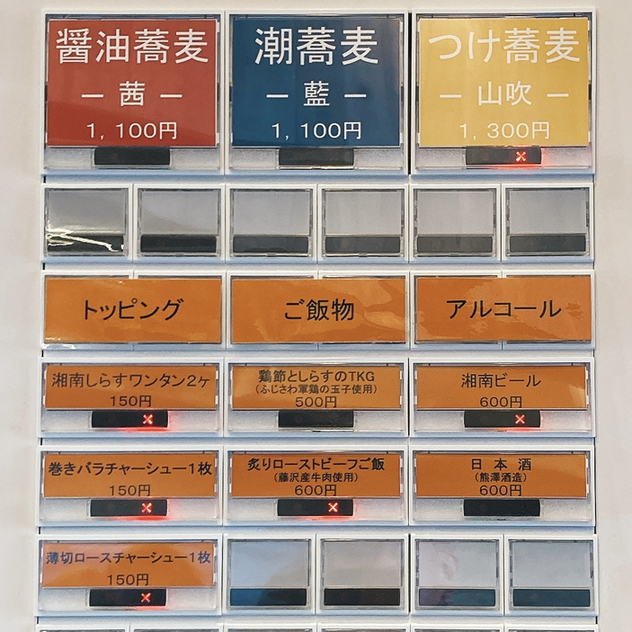 醤油蕎麦
― 茜 ―
1,100円
潮蕎麦
― 藍 ―
1,100円
つけ蕎麦
― 山吹 ―
1,300円
トッピング
ご飯物
アルコール
湘南しらすワンタン2ヶ
150円
鶏節としらすのTKG
(ふじさわ軍鶏の玉子使用)
500円
湘南ビール
600円
巻きバラチャーシュー1枚
150円
炙りローストビーフご飯
(藤沢産牛肉使用)
600円
日本酒
(熊澤酒造)
600円
薄切ロースチャーシュー1枚
150円